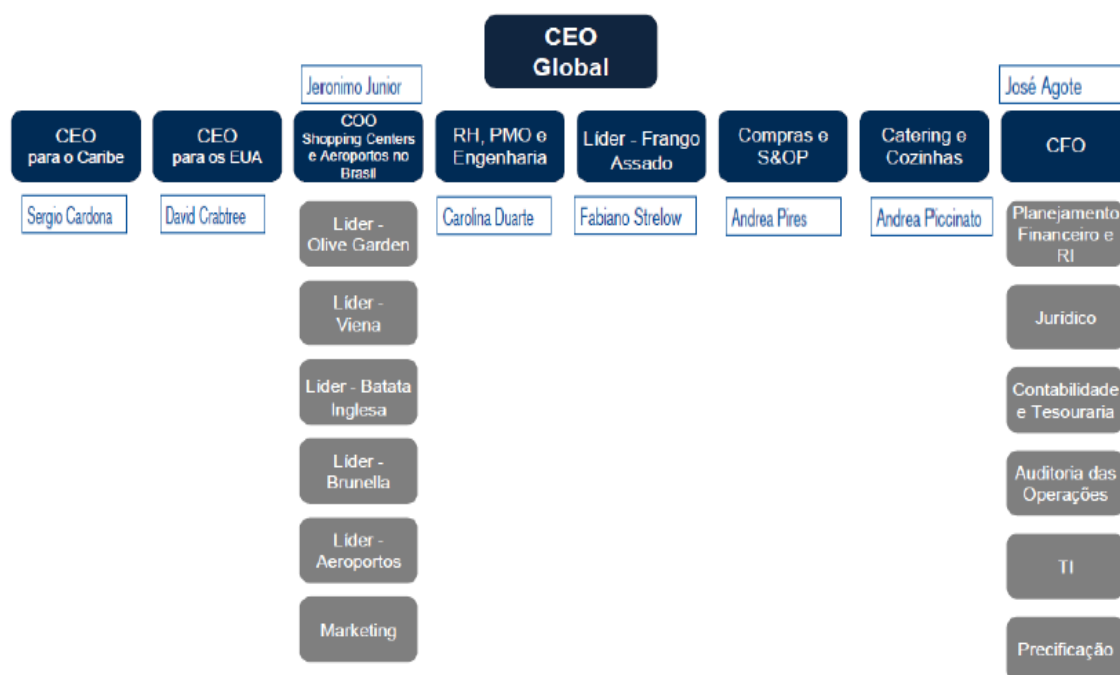 CEO
Global
Jeronimo Junior
José Agote
CEO
para o Caribe
CEO
para os EUA
COO
Shopping Centers
e Aeroportos no
Brasil
RH, PMO e
Engenharia
Líder - Frango
Assado
Compras e
S&OP
Catering e
Cozinhas
CFO
Sergio Cardona
David Crabtree
Carolina Duarte
Fabiano Strelow
Andrea Pires
Andrea Piccinato
Líder -
Olive Garden
Líder -
Viena
Líder - Batata
Inglesa
Líder -
Brunella
Líder -
Aeroportos
Marketing
Planejamento
Financeiro e
RI
Jurídico
Contabilidade
e Tesouraria
Auditoria das
Operações
TI
Precificação